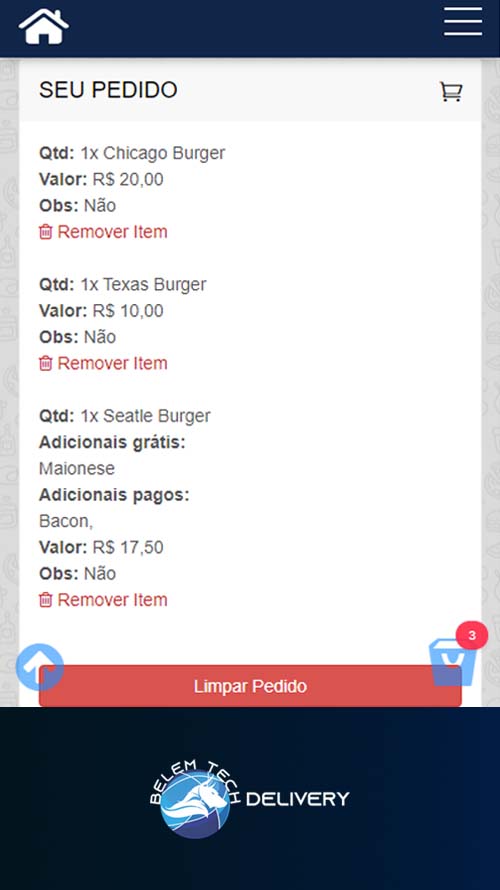 SEU PEDIDO
Qtd: 1x Chicago Burger
Valor: R$ 20,00
Obs: Não
Remover Item
Qtd: 1x Texas Burger
Valor: R$ 10,00
Obs: Não
Remover Item
Qtd: 1x Seatle Burger
Adicionais grátis:
Maionese
Adicionais pagos:
Bacon,
Valor: R$ 17,50
Obs: Não
Remover Item
3
Limpar Pedido
BELEM TECH
DELIVERY